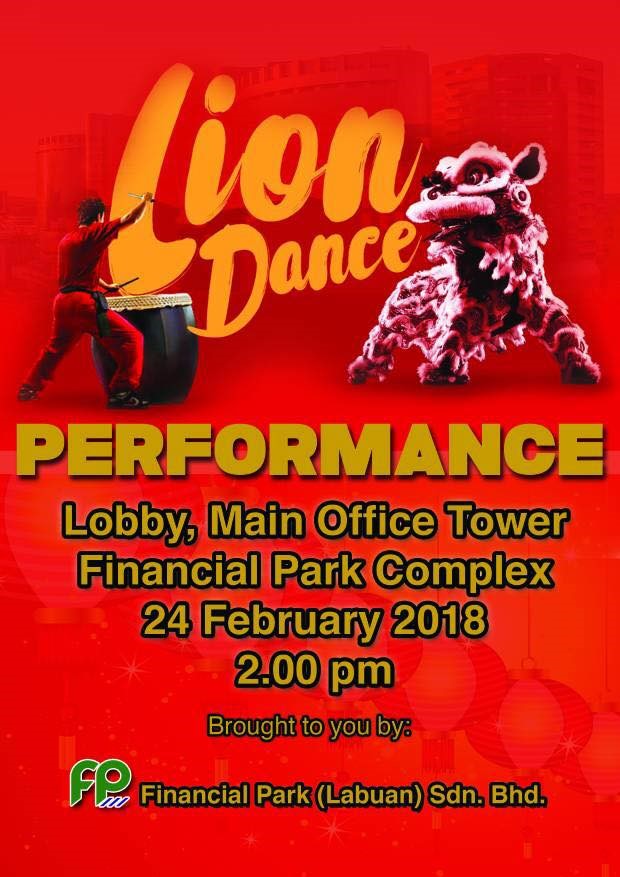 Lion
Dance
PERFORMANCE
Lobby, Main Office Tower
Financial Park Complex
24 February 2018
2.00 pm
Brought to you by:
FP Financial Park (Labuan) Sdn. Bhd.